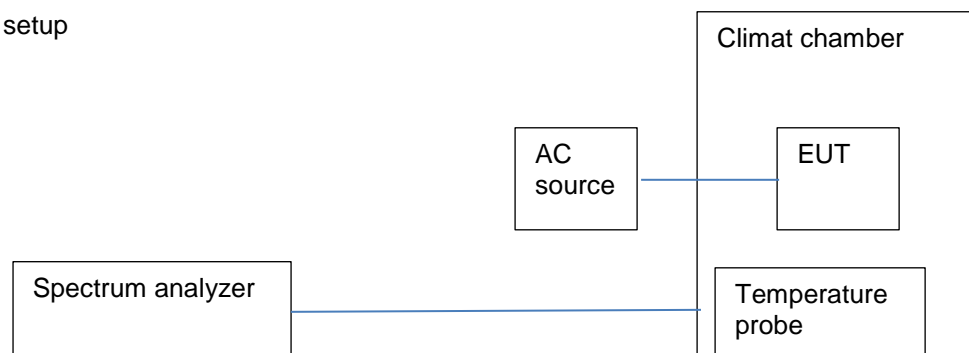 setup
Climat chamber
AC
source
EUT
Spectrum analyzer
Temperature
probe